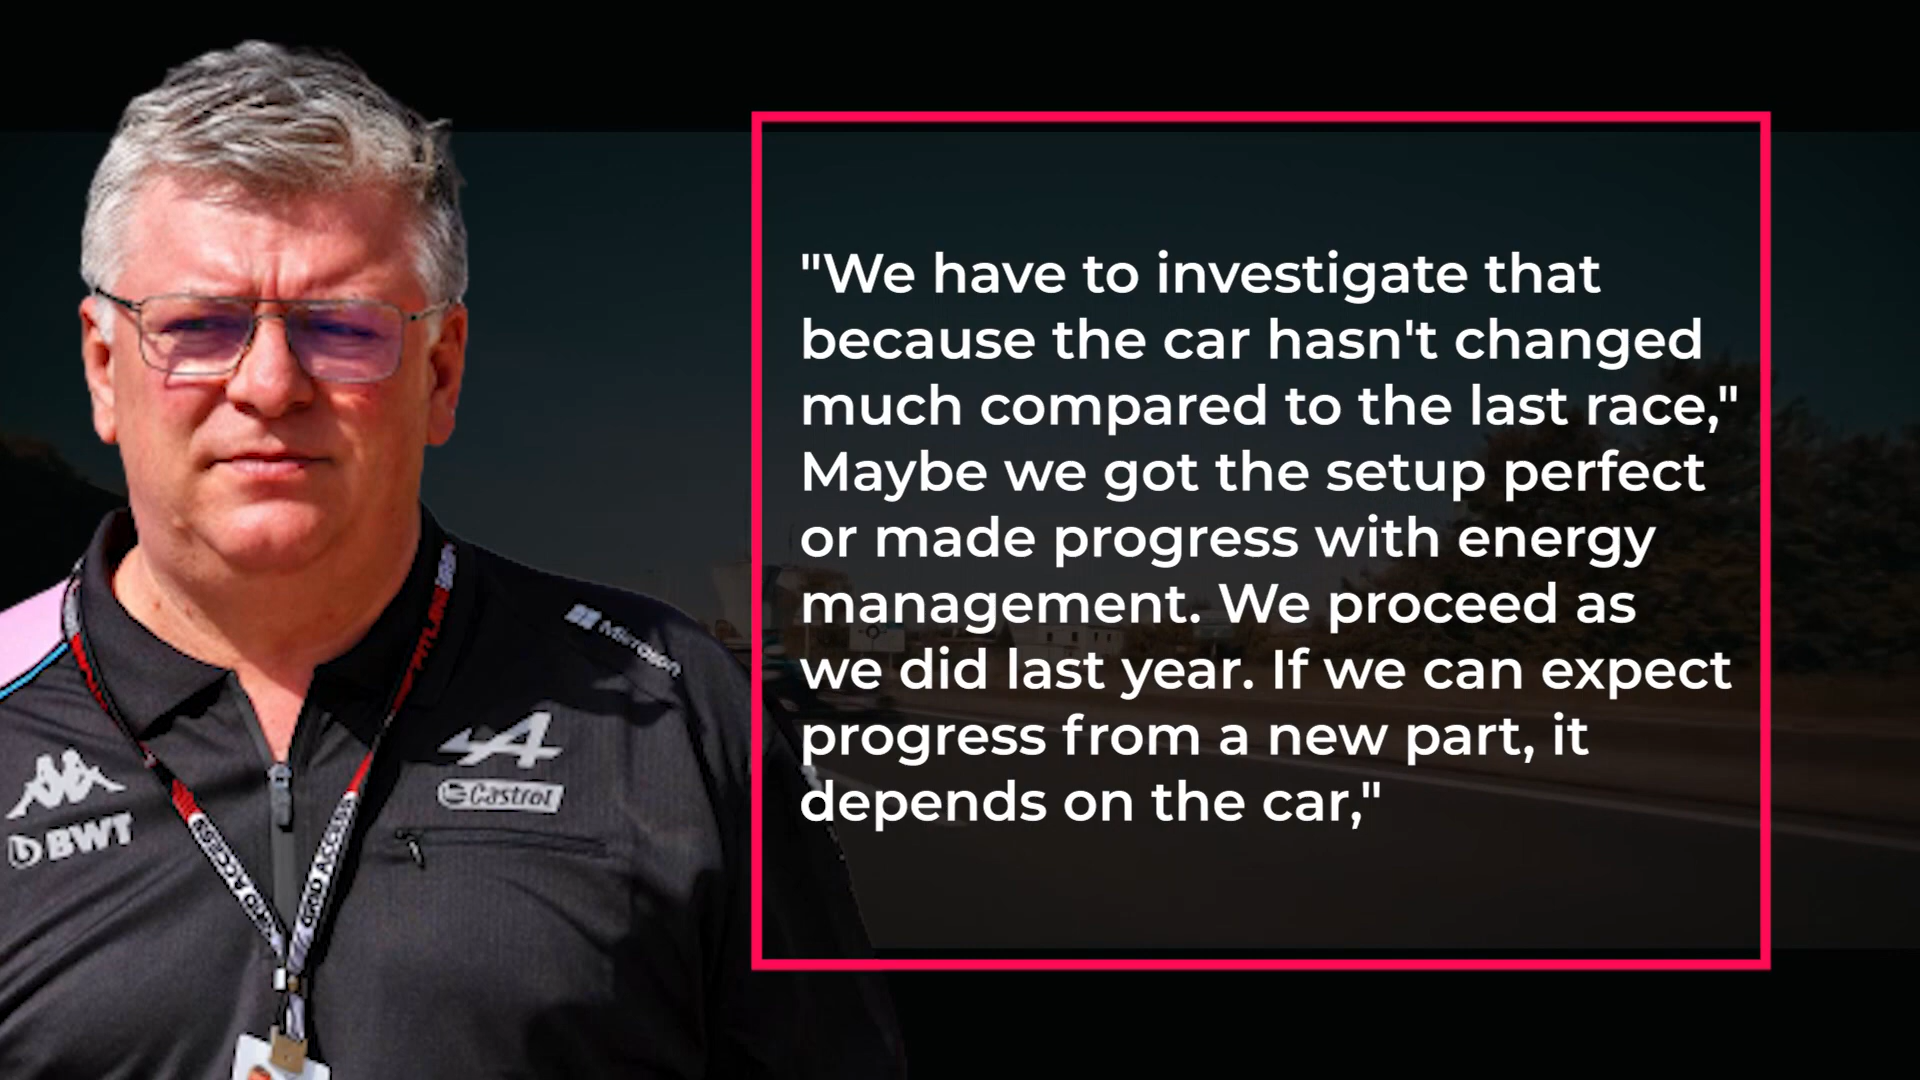 "We have to investigate that
because the car hasn't changed
much compared to the last race,"
Maybe we got the setup perfect
or made progress with energy
management. We proceed as
we did last year. If we can expect
progress from a new part, it
depends on the car,"
Microsoft
Castrol
BWT